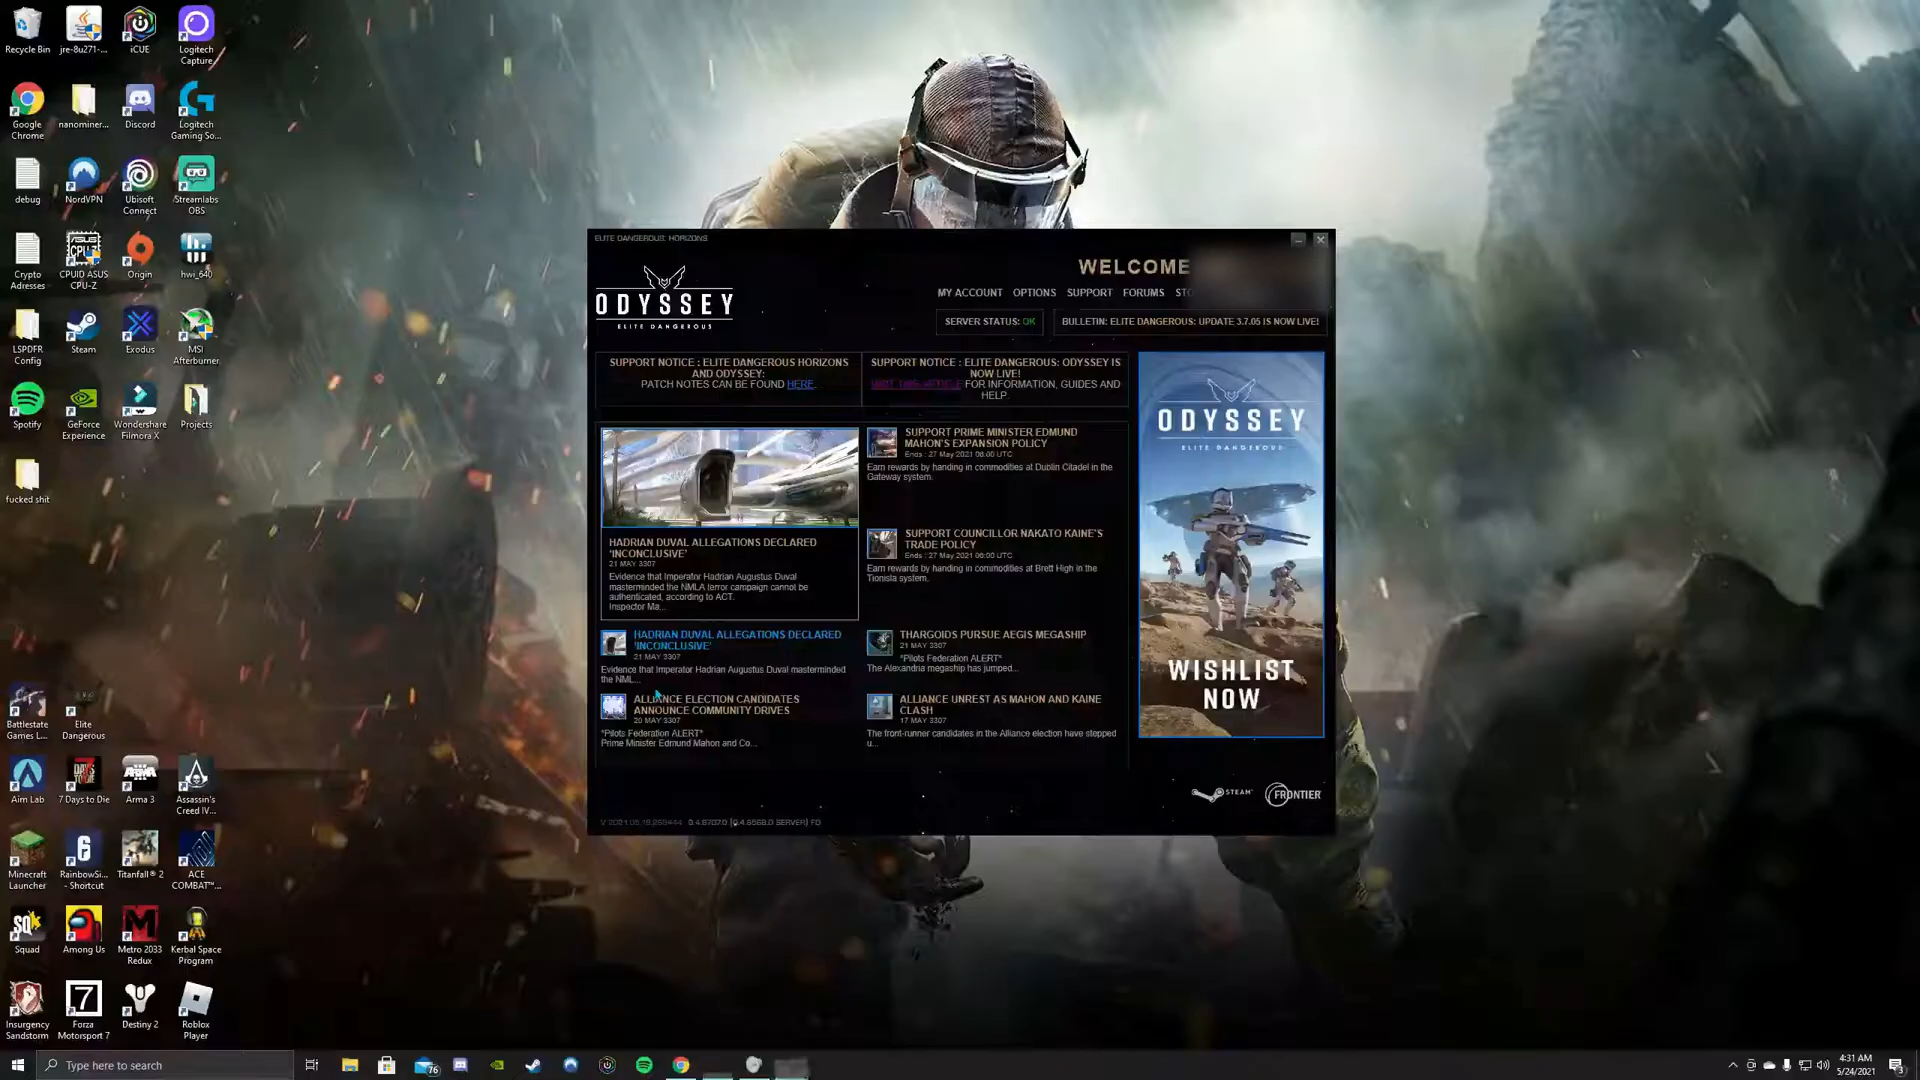 Recycle Bin
jre-8u271-...
iCUE
Logitech
Capture
Google
Chrome
nanominer...
Discord
Logitech
Gaming So...
debug
NordVPN
Ubisoft
Connect
Streamlabs
OBS
Crypto
Adresses
CPUID ASUS
CPU-Z
Origin
hwi_640
LSPDFR
Config
Steam
Exodus
MSI
Afterburner
Spotify
GeForce
Experience
Wondershare
Filmora X
Projects
fucked shit
Battlestate
Games L...
Elite
Dangerous
Aim Lab
7 Days to Die
Arma 3
Assassin's
Creed IV...
Minecraft
Launcher
RainbowSi...
- Shortcut
Titanfall® 2
ACE
COMBAT™...
Squad
Among Us
Metro 2033
Redux
Kerbal Space
Program
Insurgency
Sandstorm
Forza
Motorsport 7
Destiny 2
Roblox
Player
ELITE DANGEROUS: HORIZONS
ODYSSEY
ELITE DANGEROUS
WELCOME
MY ACCOUNT OPTIONS SUPPORT FORUMS STO
SERVER STATUS: OK
BULLETIN: ELITE DANGEROUS: UPDATE 3.7.05 IS NOW LIVE!
SUPPORT NOTICE : ELITE DANGEROUS HORIZONS
AND ODYSSEY:
PATCH NOTES CAN BE FOUND HERE.
SUPPORT NOTICE : ELITE DANGEROUS: ODYSSEY IS
NOW LIVE!
VISIT THIS ARTICLE FOR INFORMATION, GUIDES AND
HELP.
HADRIAN DUVAL ALLEGATIONS DECLARED
'INCONCLUSIVE'
21 MAY 3307
Evidence that Imperator Hadrian Augustus Duval
masterminded the NMLA terror campaign cannot be
authenticated, according to ACT.
Inspector Ma...
SUPPORT PRIME MINISTER EDMUND
MAHON'S EXPANSION POLICY
Ends : 27 May 2021 06:00 UTC
Earn rewards by handing in commodities at Dublin Citadel in the
Gateway system.
SUPPORT COUNCILLOR NAKATO KAINE'S
TRADE POLICY
Ends : 27 May 2021 06:00 UTC
Earn rewards by handing in commodities at Brett High in the
Tionisla system.
HADRIAN DUVAL ALLEGATIONS DECLARED
'INCONCLUSIVE'
21 MAY 3307
Evidence that Imperator Hadrian Augustus Duval masterminded
the NML...
THARGOIDS PURSUE AEGIS MEGASHIP
21 MAY 3307
*Pilots Federation ALERT*
The Alexandria megaship has jumped...
ALLIANCE ELECTION CANDIDATES
ANNOUNCE COMMUNITY DRIVES
20 MAY 3307
*Pilots Federation ALERT*
Prime Minister Edmund Mahon and Co...
ALLIANCE UNREST AS MAHON AND KAINE
CLASH
17 MAY 3307
The front-runner candidates in the Alliance election have stepped
u...
ODYSSEY
ELITE DANGEROUS
WISHLIST
NOW
STEAM
FRONTIER
Type here to search
76
4:31 AM
5/24/2021
3